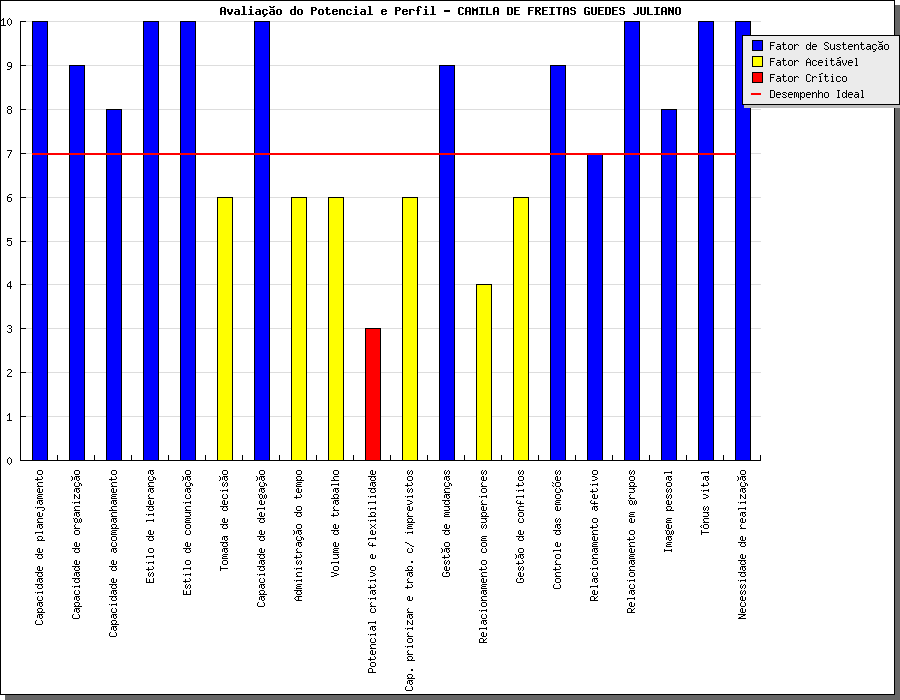 Avaliação do Potencial e Perfil - CAMILA DE FREITAS GUEDES JULIANO
10
9
8
7
6
5
4
3
2
1
0
Fator de Sustentação
Fator Aceitável
Fator Crítico
Desempenho Ideal
Capacidade de planejamento
Capacidade de organização
Capacidade de acompanhamento
Estilo de liderança
Estilo de comunicação
Tomada de decisão
Capacidade de delegação
Administração do tempo
Volume de trabalho
Potencial criativo e flexibilidade
Cap. priorizar e trab. c/ imprevistos
Gestão de mudanças
Relacionamento com superiores
Gestão de conflitos
Controle das emoções
Relacionamento afetivo
Relacionamento em grupos
Imagem pessoal
Tônus vital
Necessidade de realização